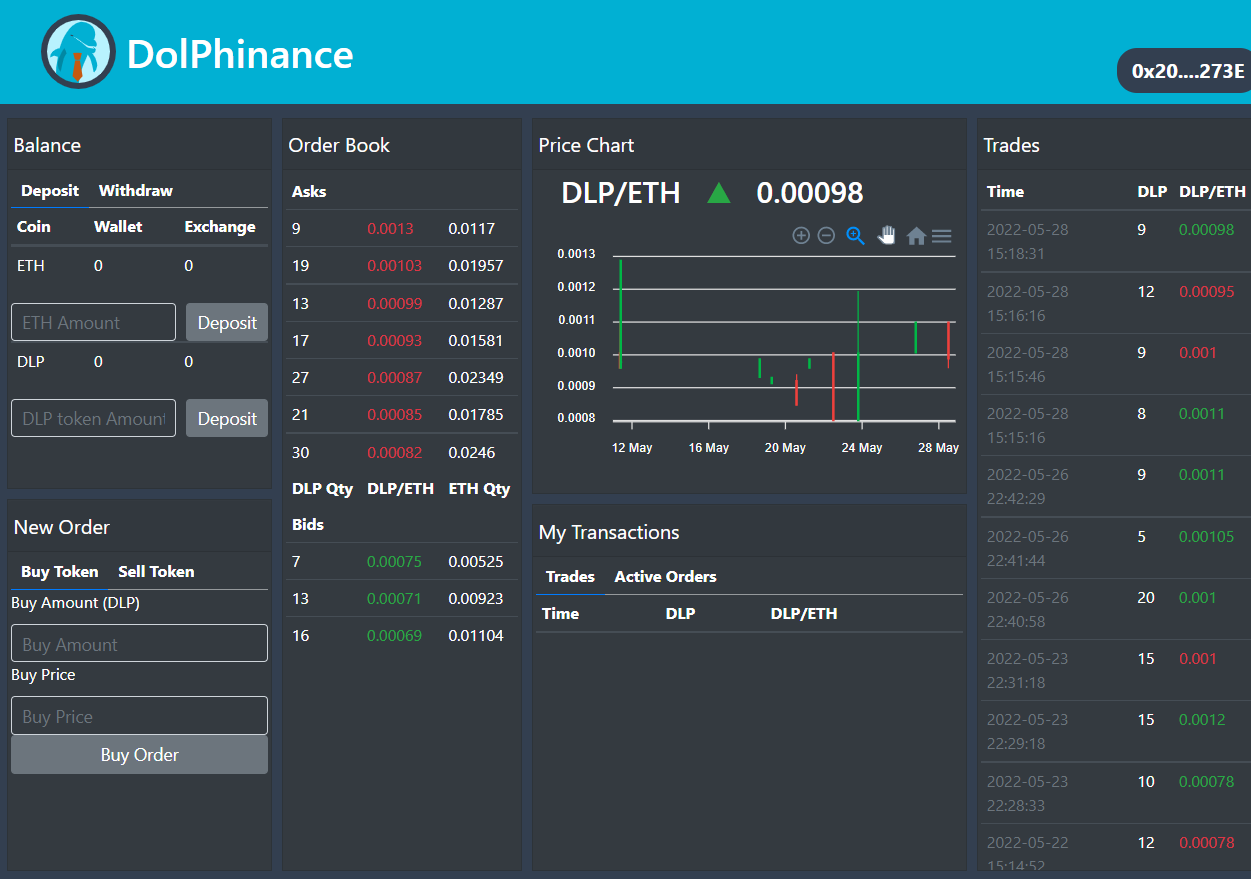 DolPhinance
0x20....273E
Balance
Deposit Withdraw
Coin Wallet Exchange
ETH 0 0
ETH Amount Deposit
DLP 0 0
DLP token Amount Deposit
New Order
Buy Token Sell Token
Buy Amount (DLP)
Buy Amount
Buy Price
Buy Price
Buy Order
Order Book
Asks
9 0.0013 0.0117
19 0.00103 0.01957
13 0.00099 0.01287
17 0.00093 0.01581
27 0.00087 0.02349
21 0.00085 0.01785
30 0.00082 0.0246
DLP Qty DLP/ETH ETH Qty
Bids
7 0.00075 0.00525
13 0.00071 0.00923
16 0.00069 0.01104
Price Chart
DLP/ETH ▲ 0.00098
0.0013
0.0012
0.0011
0.0010
0.0009
0.0008
12 May 16 May 20 May 24 May 28 May
My Transactions
Trades Active Orders
Time DLP DLP/ETH
Trades
Time DLP DLP/ETH
2022-05-28 9 0.00098
15:18:31
2022-05-28 12 0.00095
15:16:16
2022-05-28 9 0.001
15:15:46
2022-05-28 8 0.0011
15:15:16
2022-05-26 9 0.0011
22:42:29
2022-05-26 5 0.00105
22:41:44
2022-05-26 20 0.001
22:40:58
2022-05-23 15 0.001
22:31:18
2022-05-23 15 0.0012
22:29:18
2022-05-23 10 0.00078
22:28:33
2022-05-22 12 0.00078
15:14:52